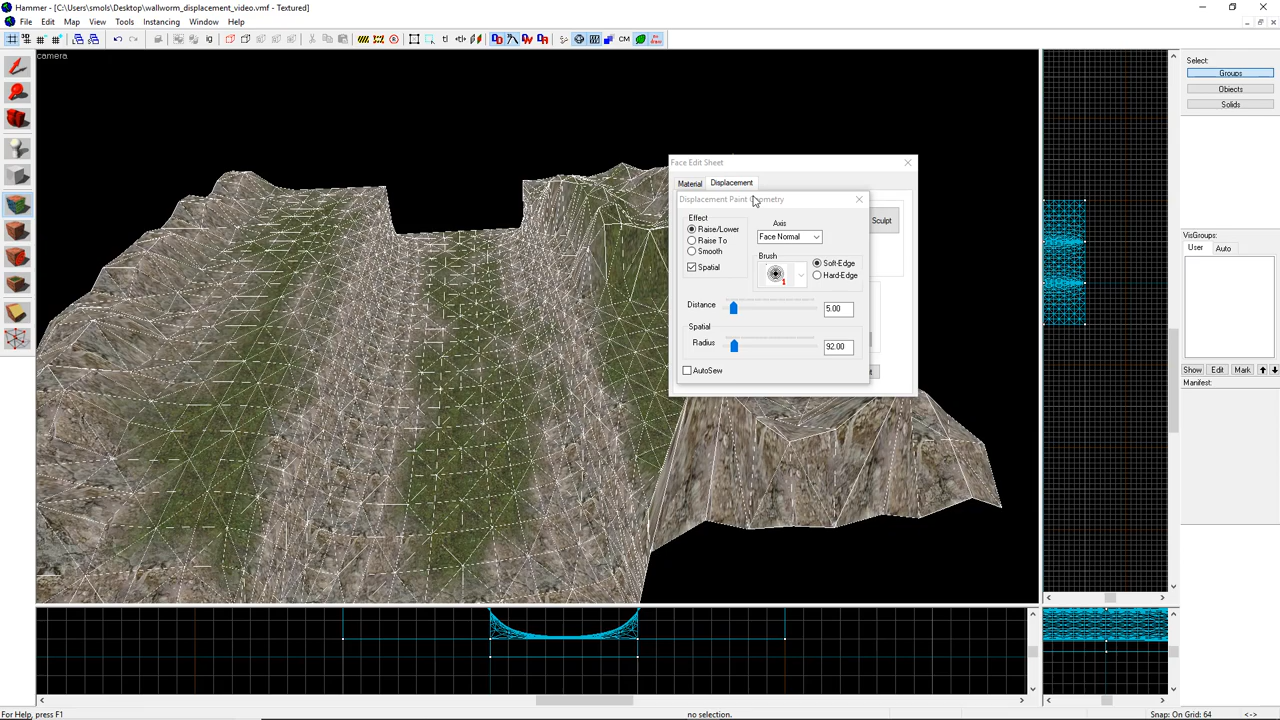 Hammer - [C:\Users\smols\Desktop\wallworm_displacement_video.vmf - Textured]
File Edit Map View Tools Instancing Window Help
CM
camera
Select:
Groups
Objects
Solids
VisGroups:
User Auto
Show Edit Mark
Manifest:
Face Edit Sheet
Material Displacement
Sculpt
Displacement Paint Geometry
Effect
Raise/Lower
Raise To
Smooth
Spatial
Axis
Face Normal
Brush
1
Soft-Edge
Hard-Edge
Distance 5.00
Spatial
Radius 92.00
AutoSew
For Help, press F1
no selection.
Snap: On Grid: 64
<->